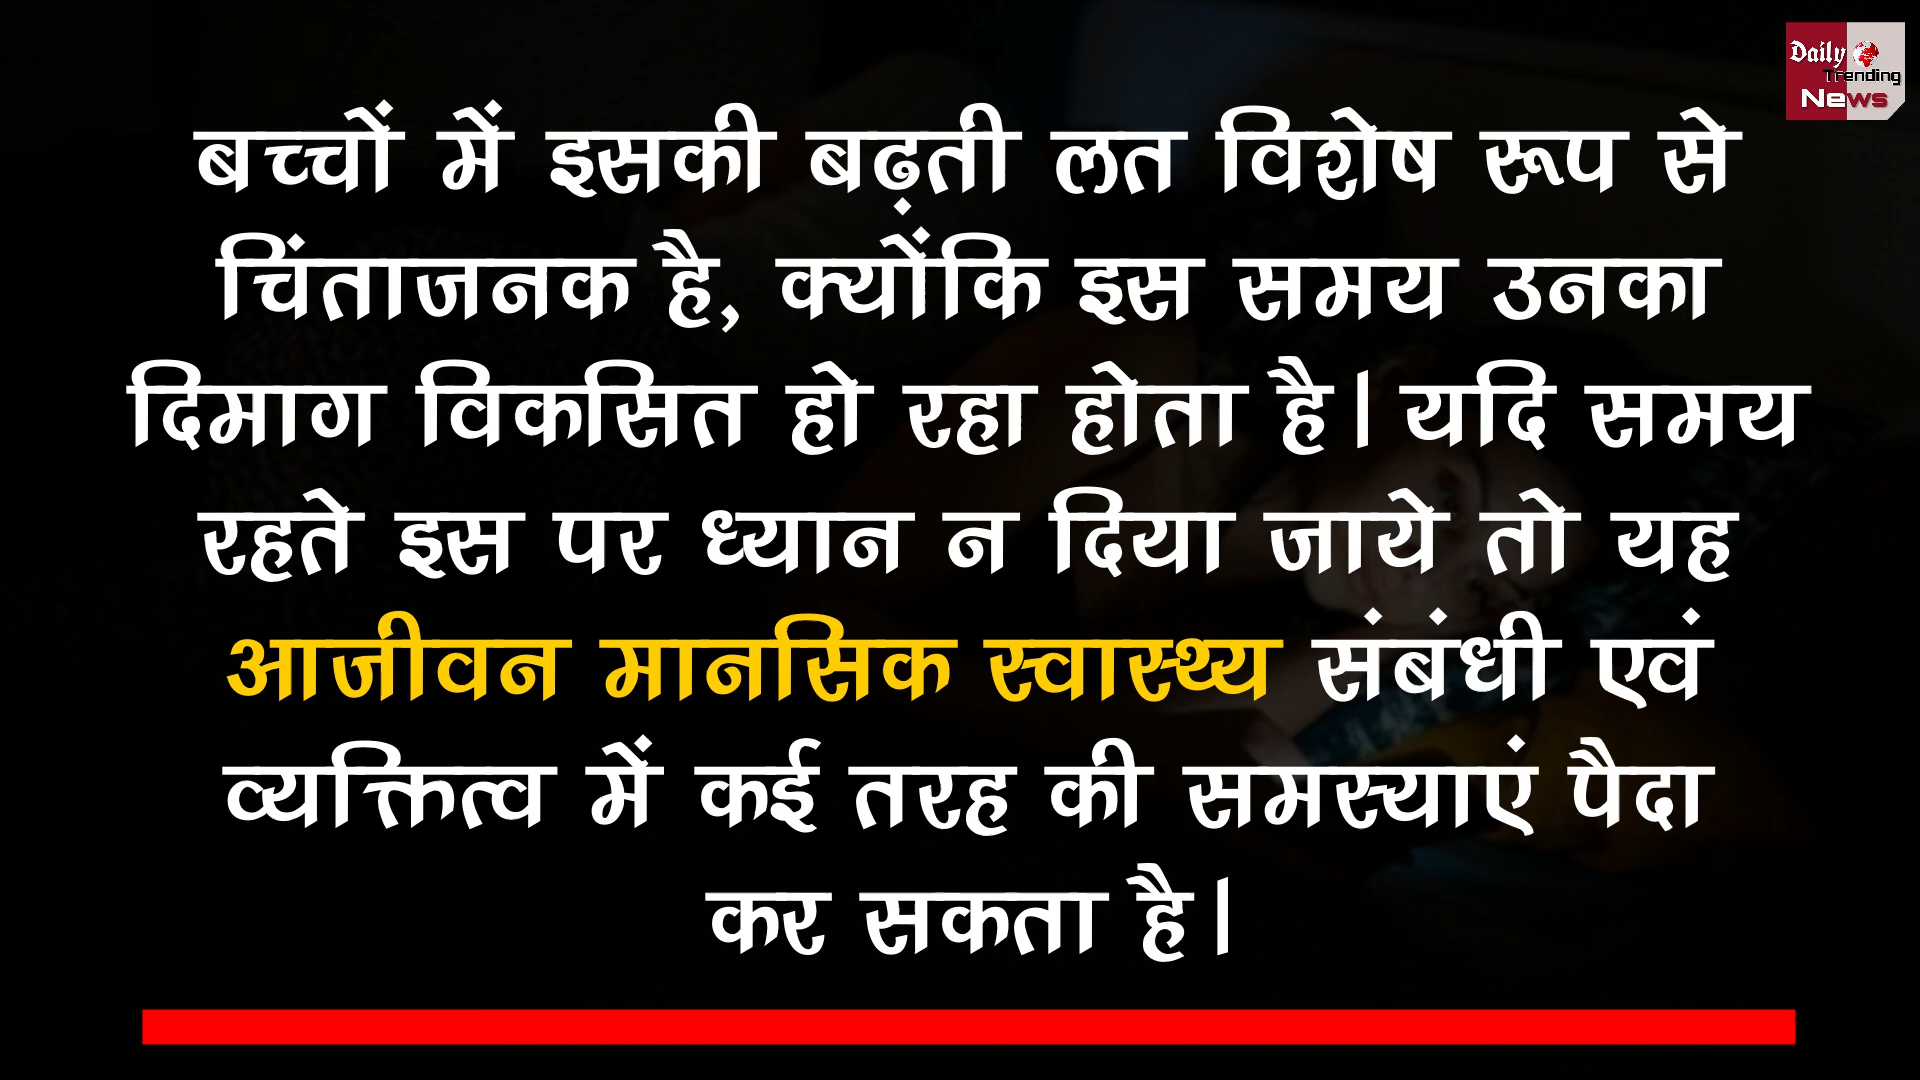 Daily
Trending
News
बच्चों में इसकी बढ़ती लत विशेष रूप से
चिंताजनक है, क्योंकि इस समय उनका
दिमाग विकसित हो रहा होता है। यदि समय
रहते इस पर ध्यान न दिया जाये तो यह
आजीवन मानसिक स्वास्थ्य संबंधी एवं
व्यक्तित्व में कई तरह की समस्याएं पैदा
कर सकता है।